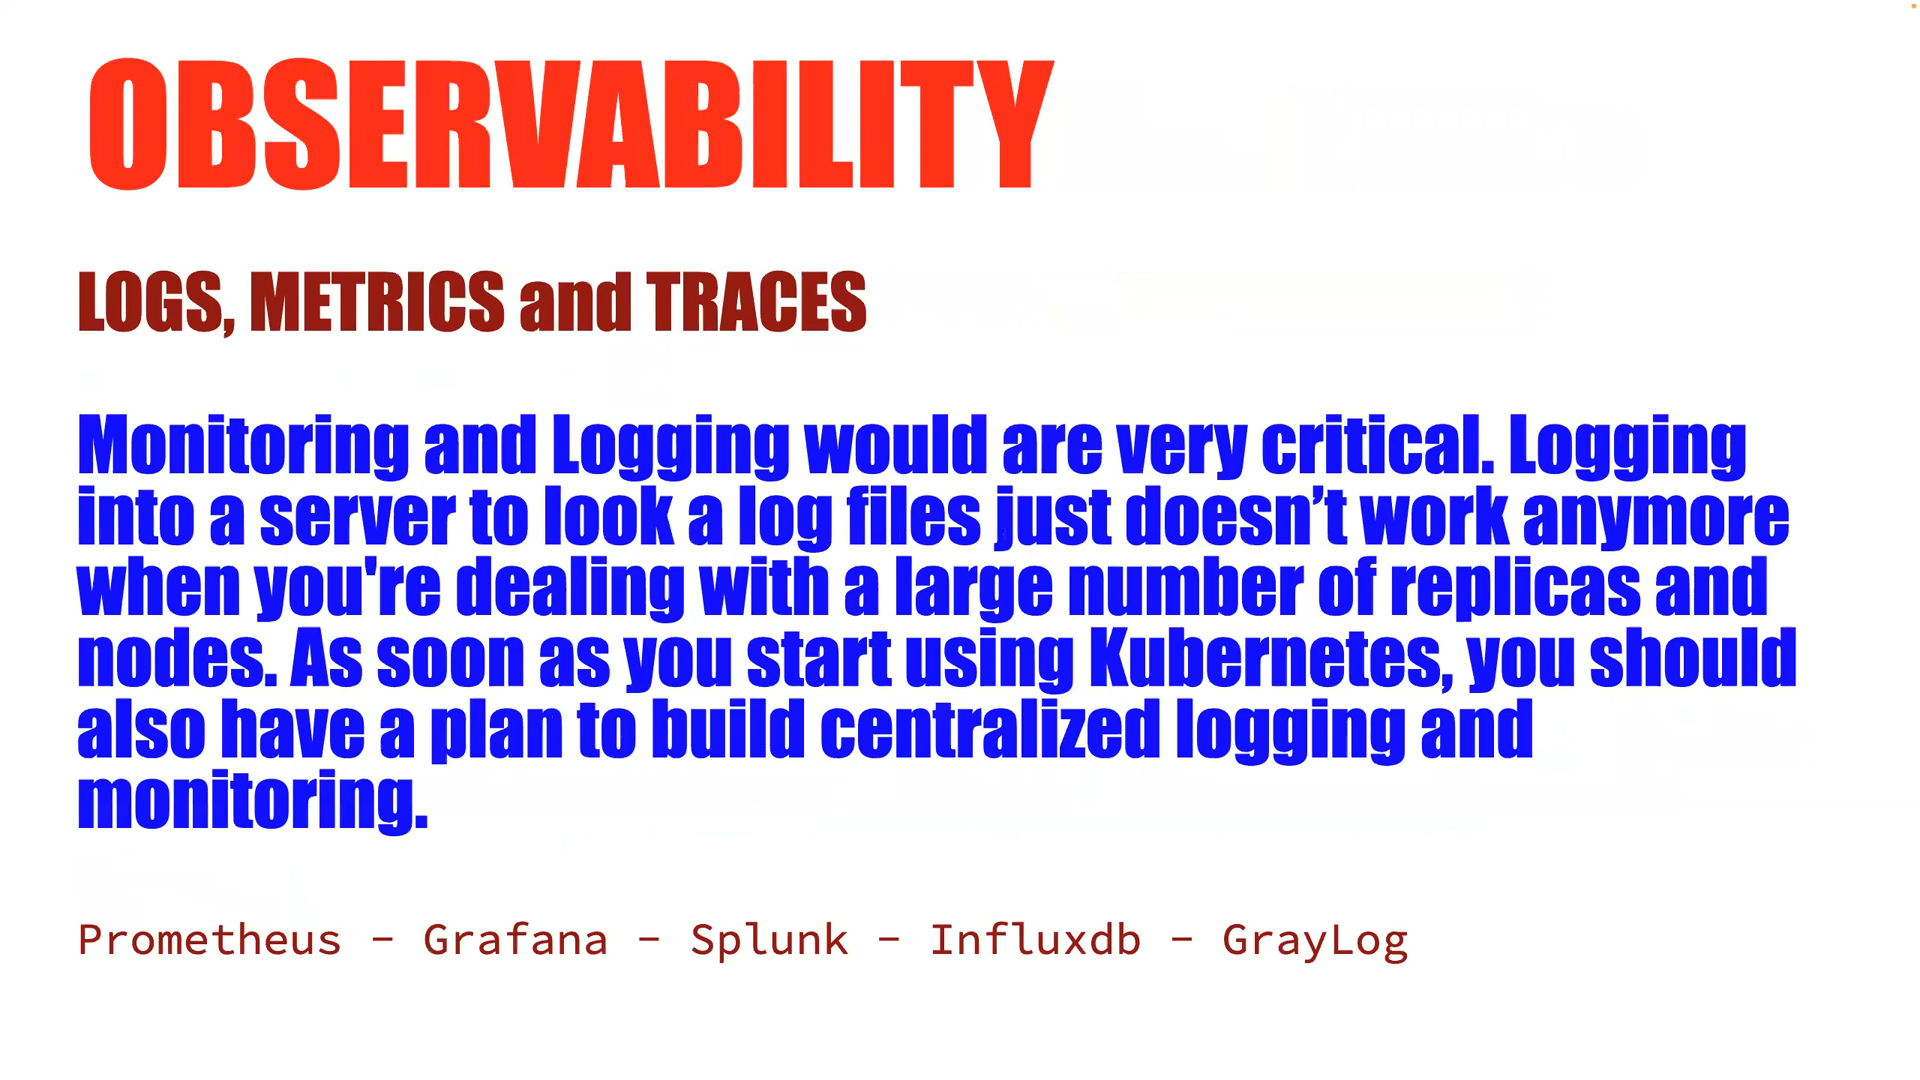 OBSERVABILITY
LOGS, METRICS and TRACES
Monitoring and Logging would are very critical. Logging
into a server to look a log files just doesn’t work anymore
when you're dealing with a large number of replicas and
nodes. As soon as you start using Kubernetes, you should
also have a plan to build centralized logging and
monitoring.
Prometheus – Grafana – Splunk – Influxdb – GrayLog